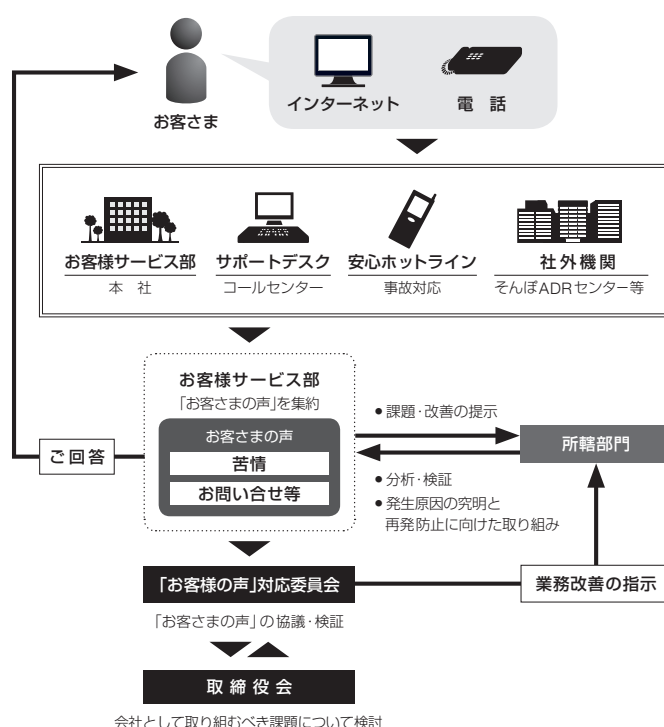 お客さま
インターネット
電話
お客様サービス部
本社
サポートデスク
コールセンター
安心ホットライン
事故対応
社外機関
そんぽADRセンター等
お客様サービス部
「お客さまの声」を集約
お客さまの声
苦情
お問い合せ等
ご回答
●課題・改善の提示
●分析・検証
●発生原因の究明と
再発防止に向けた取り組み
所轄部門
「お客様の声」対応委員会
「お客さまの声」の協議・検証
業務改善の指示
取締役会
会社として取り組むべき課題について検討